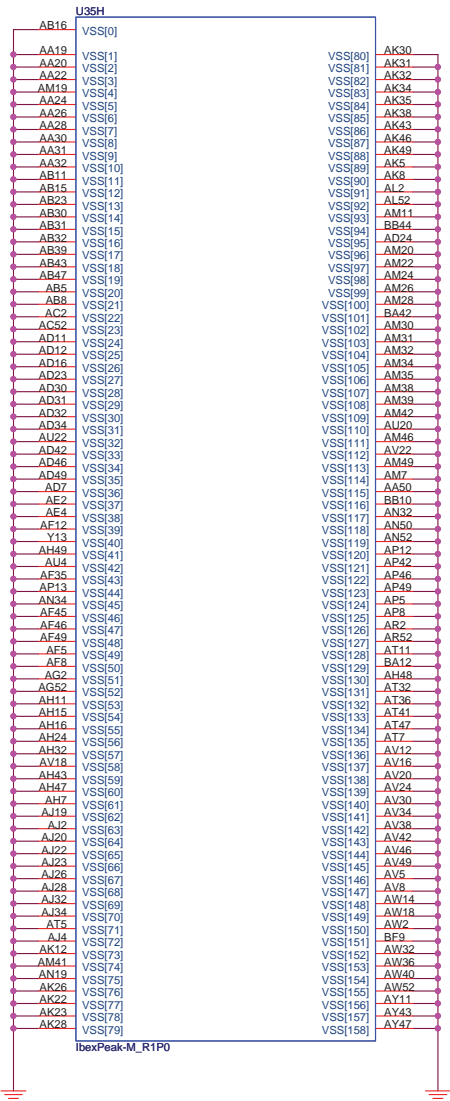 U35H
AB16 VSS[0]
AA19 VSS[1]
AA20 VSS[2]
AA22 VSS[3]
AM19 VSS[4]
AA24 VSS[5]
AA26 VSS[6]
AA28 VSS[7]
AA30 VSS[8]
AA31 VSS[9]
AA32 VSS[10]
AB11 VSS[11]
AB15 VSS[12]
AB23 VSS[13]
AB30 VSS[14]
AB31 VSS[15]
AB32 VSS[16]
AB39 VSS[17]
AB43 VSS[18]
AB47 VSS[19]
AB5 VSS[20]
AB8 VSS[21]
AC2 VSS[22]
AC52 VSS[23]
AD11 VSS[24]
AD12 VSS[25]
AD16 VSS[26]
AD23 VSS[27]
AD30 VSS[28]
AD31 VSS[29]
AD32 VSS[30]
AD34 VSS[31]
AU22 VSS[32]
AD42 VSS[33]
AD46 VSS[34]
AD49 VSS[35]
AD7 VSS[36]
AE2 VSS[37]
AE4 VSS[38]
AF12 VSS[39]
Y13 VSS[40]
AH49 VSS[41]
AU4 VSS[42]
AF35 VSS[43]
AP13 VSS[44]
AN34 VSS[45]
AF45 VSS[46]
AF46 VSS[47]
AF49 VSS[48]
AF5 VSS[49]
AF8 VSS[50]
AG2 VSS[51]
AG52 VSS[52]
AH11 VSS[53]
AH15 VSS[54]
AH16 VSS[55]
AH24 VSS[56]
AH32 VSS[57]
AV18 VSS[58]
AH43 VSS[59]
AH47 VSS[60]
AH7 VSS[61]
AJ19 VSS[62]
AJ2 VSS[63]
AJ20 VSS[64]
AJ22 VSS[65]
AJ23 VSS[66]
AJ26 VSS[67]
AJ28 VSS[68]
AJ32 VSS[69]
AJ34 VSS[70]
AT5 VSS[71]
AJ4 VSS[72]
AK12 VSS[73]
AM41 VSS[74]
AN19 VSS[75]
AK26 VSS[76]
AK22 VSS[77]
AK23 VSS[78]
AK28 VSS[79]
VSS[80] AK30
VSS[81] AK31
VSS[82] AK32
VSS[83] AK34
VSS[84] AK35
VSS[85] AK38
VSS[86] AK43
VSS[87] AK46
VSS[88] AK49
VSS[89] AK5
VSS[90] AK8
VSS[91] AL2
VSS[92] AL52
VSS[93] AM11
VSS[94] BB44
VSS[95] AD24
VSS[96] AM20
VSS[97] AM22
VSS[98] AM24
VSS[99] AM26
VSS[100] AM28
VSS[101] BA42
VSS[102] AM30
VSS[103] AM31
VSS[104] AM32
VSS[105] AM34
VSS[106] AM35
VSS[107] AM38
VSS[108] AM39
VSS[109] AM42
VSS[110] AU20
VSS[111] AM46
VSS[112] AV22
VSS[113] AM49
VSS[114] AM7
VSS[115] AA50
VSS[116] BB10
VSS[117] AN32
VSS[118] AN50
VSS[119] AN52
VSS[120] AP12
VSS[121] AP42
VSS[122] AP46
VSS[123] AP49
VSS[124] AP5
VSS[125] AP8
VSS[126] AR2
VSS[127] AR52
VSS[128] AT11
VSS[129] BA12
VSS[130] AH48
VSS[131] AT32
VSS[132] AT36
VSS[133] AT41
VSS[134] AT47
VSS[135] AT7
VSS[136] AV12
VSS[137] AV16
VSS[138] AV20
VSS[139] AV24
VSS[140] AV30
VSS[141] AV34
VSS[142] AV38
VSS[143] AV42
VSS[144] AV46
VSS[145] AV49
VSS[146] AV5
VSS[147] AV8
VSS[148] AW14
VSS[149] AW18
VSS[150] AW2
VSS[151] BF9
VSS[152] AW32
VSS[153] AW36
VSS[154] AW40
VSS[155] AW52
VSS[156] AY11
VSS[157] AY43
VSS[158] AY47
IbexPeak-M_R1P0